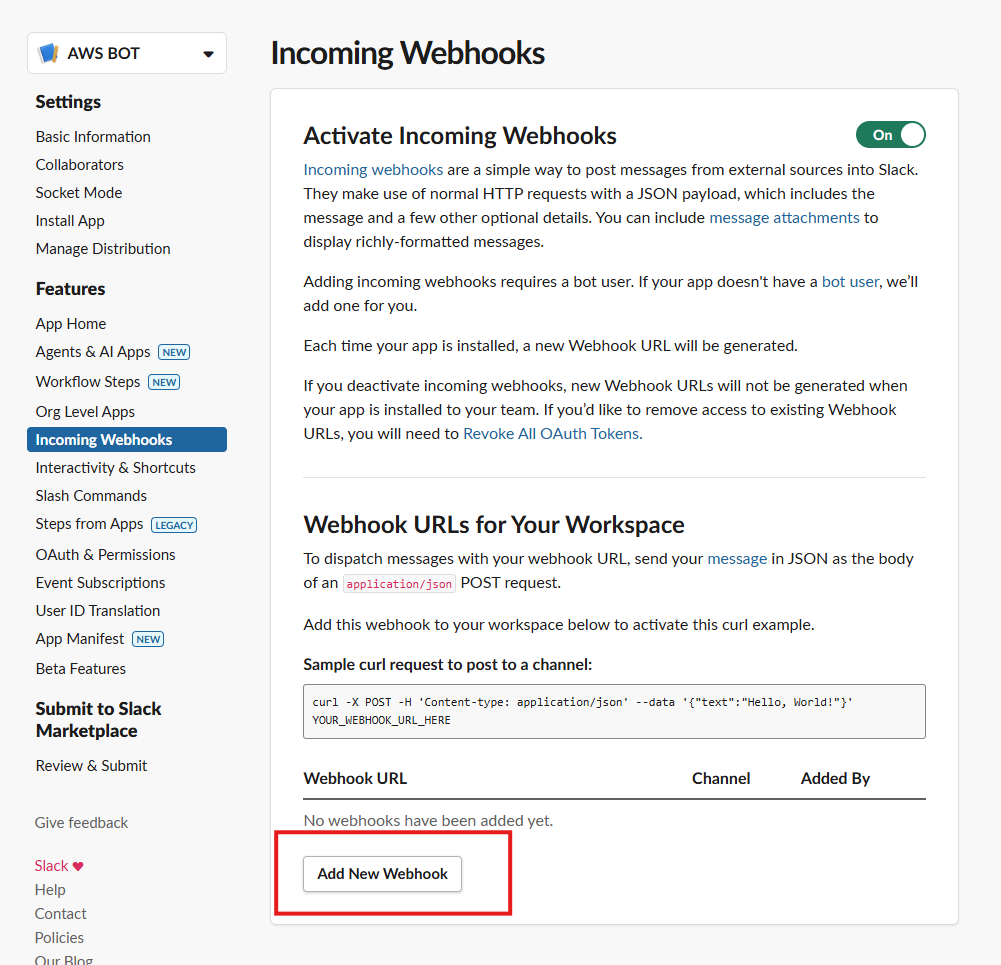 AWS BOT
Settings
Basic Information
Collaborators
Socket Mode
Install App
Manage Distribution
Features
App Home
Agents & AI Apps NEW
Workflow Steps NEW
Org Level Apps
Incoming Webhooks
Interactivity & Shortcuts
Slash Commands
Steps from Apps LEGACY
OAuth & Permissions
Event Subscriptions
User ID Translation
App Manifest NEW
Beta Features
Submit to Slack
Marketplace
Review & Submit
Give feedback
Slack ♥
Help
Contact
Policies
Our Blog
Incoming Webhooks
Activate Incoming Webhooks
On
Incoming webhooks are a simple way to post messages from external sources into Slack.
They make use of normal HTTP requests with a JSON payload, which includes the
message and a few other optional details. You can include message attachments to
display richly-formatted messages.
Adding incoming webhooks requires a bot user. If your app doesn't have a bot user, we’ll
add one for you.
Each time your app is installed, a new Webhook URL will be generated.
If you deactivate incoming webhooks, new Webhook URLs will not be generated when
your app is installed to your team. If you’d like to remove access to existing Webhook
URLs, you will need to Revoke All OAuth Tokens.
Webhook URLs for Your Workspace
To dispatch messages with your webhook URL, send your message in JSON as the body
of an application/json POST request.
Add this webhook to your workspace below to activate this curl example.
Sample curl request to post to a channel:
curl -X POST -H 'Content-type: application/json' --data '{"text":"Hello, World!"}'
YOUR_WEBHOOK_URL_HERE
Webhook URL Channel Added By
No webhooks have been added yet.
Add New Webhook